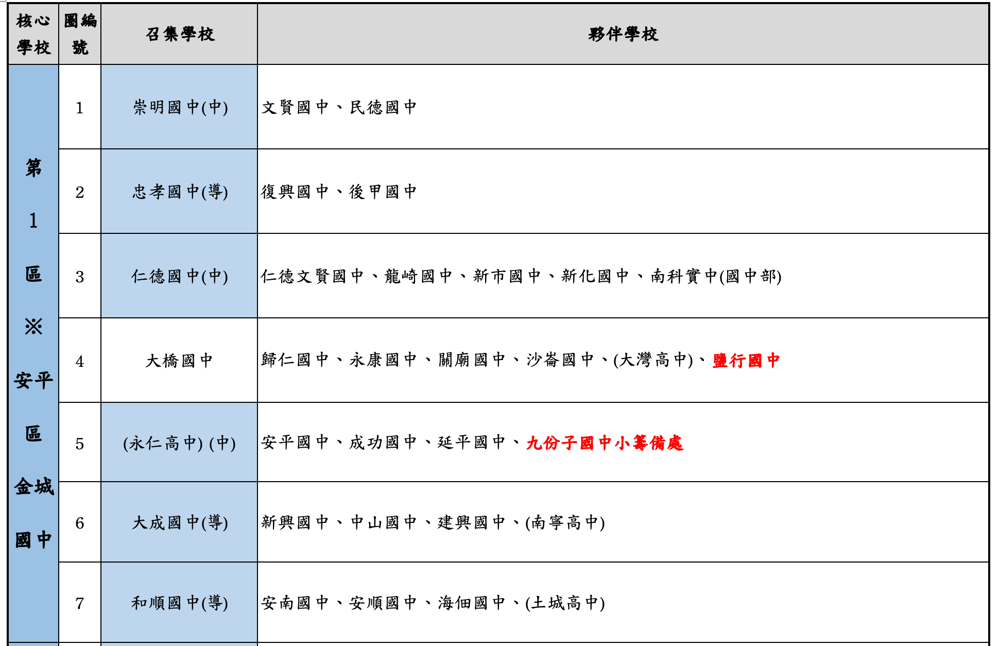 核心
學校
圈編
號
召集學校
夥伴學校
第
1
區
※
安平
區
金城
國中
1
崇明國中(中)
文賢國中、民德國中
2
忠孝國中(導)
復興國中、後甲國中
3
仁德國中(中)
仁德文賢國中、龍崎國中、新市國中、新化國中、南科實中(國中部)
4
大橋國中
歸仁國中、永康國中、關廟國中、沙崙國中、(大灣高中)、鹽行國中
5
(永仁高中) (中)
安平國中、成功國中、延平國中、九份子國中小籌備處
6
大成國中(導)
新興國中、中山國中、建興國中、(南寧高中)
7
和順國中(導)
安南國中、安順國中、海佃國中、(土城高中)